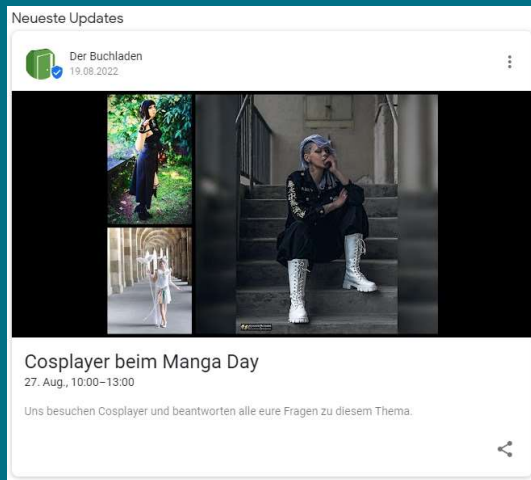 Neueste Updates
Der Buchladen
19.08.2022
Cosplayer beim Manga Day
27. Aug., 10:00–13:00
Uns besuchen Cosplayer und beantworten alle eure Fragen zu diesem Thema.